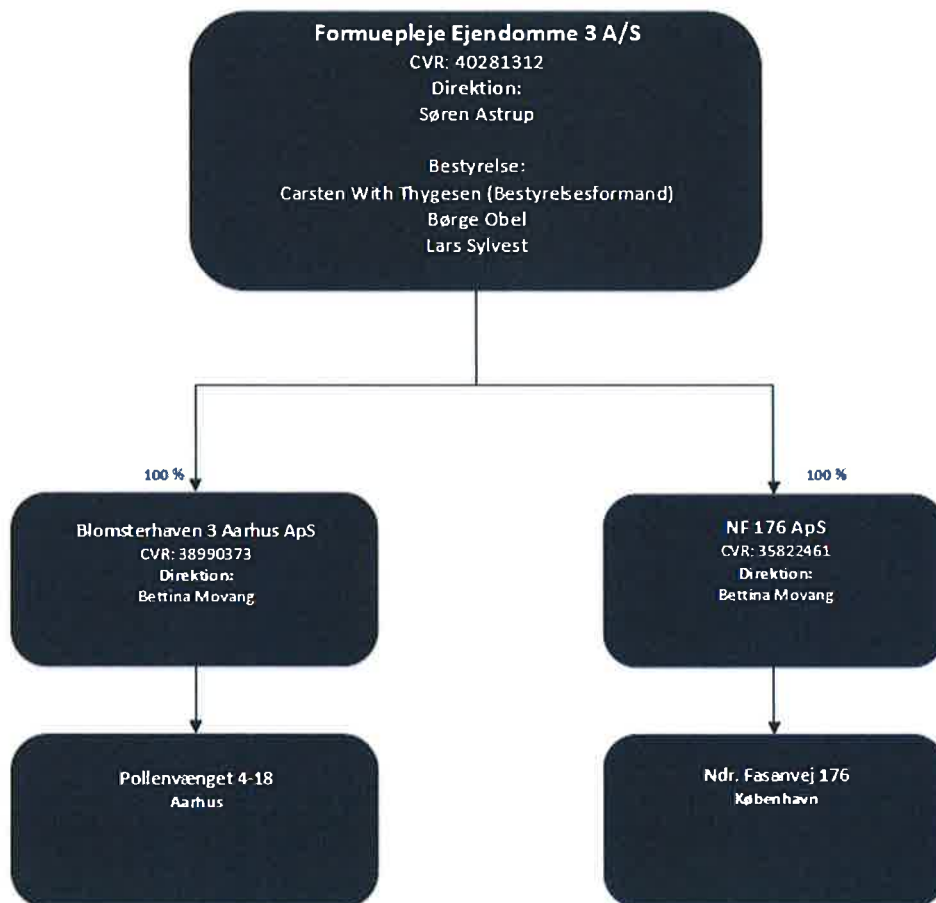 Formuepleje Ejendomme 3 A/S
CVR: 40281312
Direktion:
Søren Astrup
Bestyrelse:
Carsten With Thygesen (Bestyrelsesformand)
Børge Obel
Lars Sylvest
100 %
100 %
Blomsterhaven 3 Aarhus ApS
CVR: 38990373
Direktion:
Bettina Movang
NF 176 ApS
CVR: 35822461
Direktion:
Bettina Movang
Pollenvænget 4-18
Aarhus
Ndr. Fasanvej 176
København